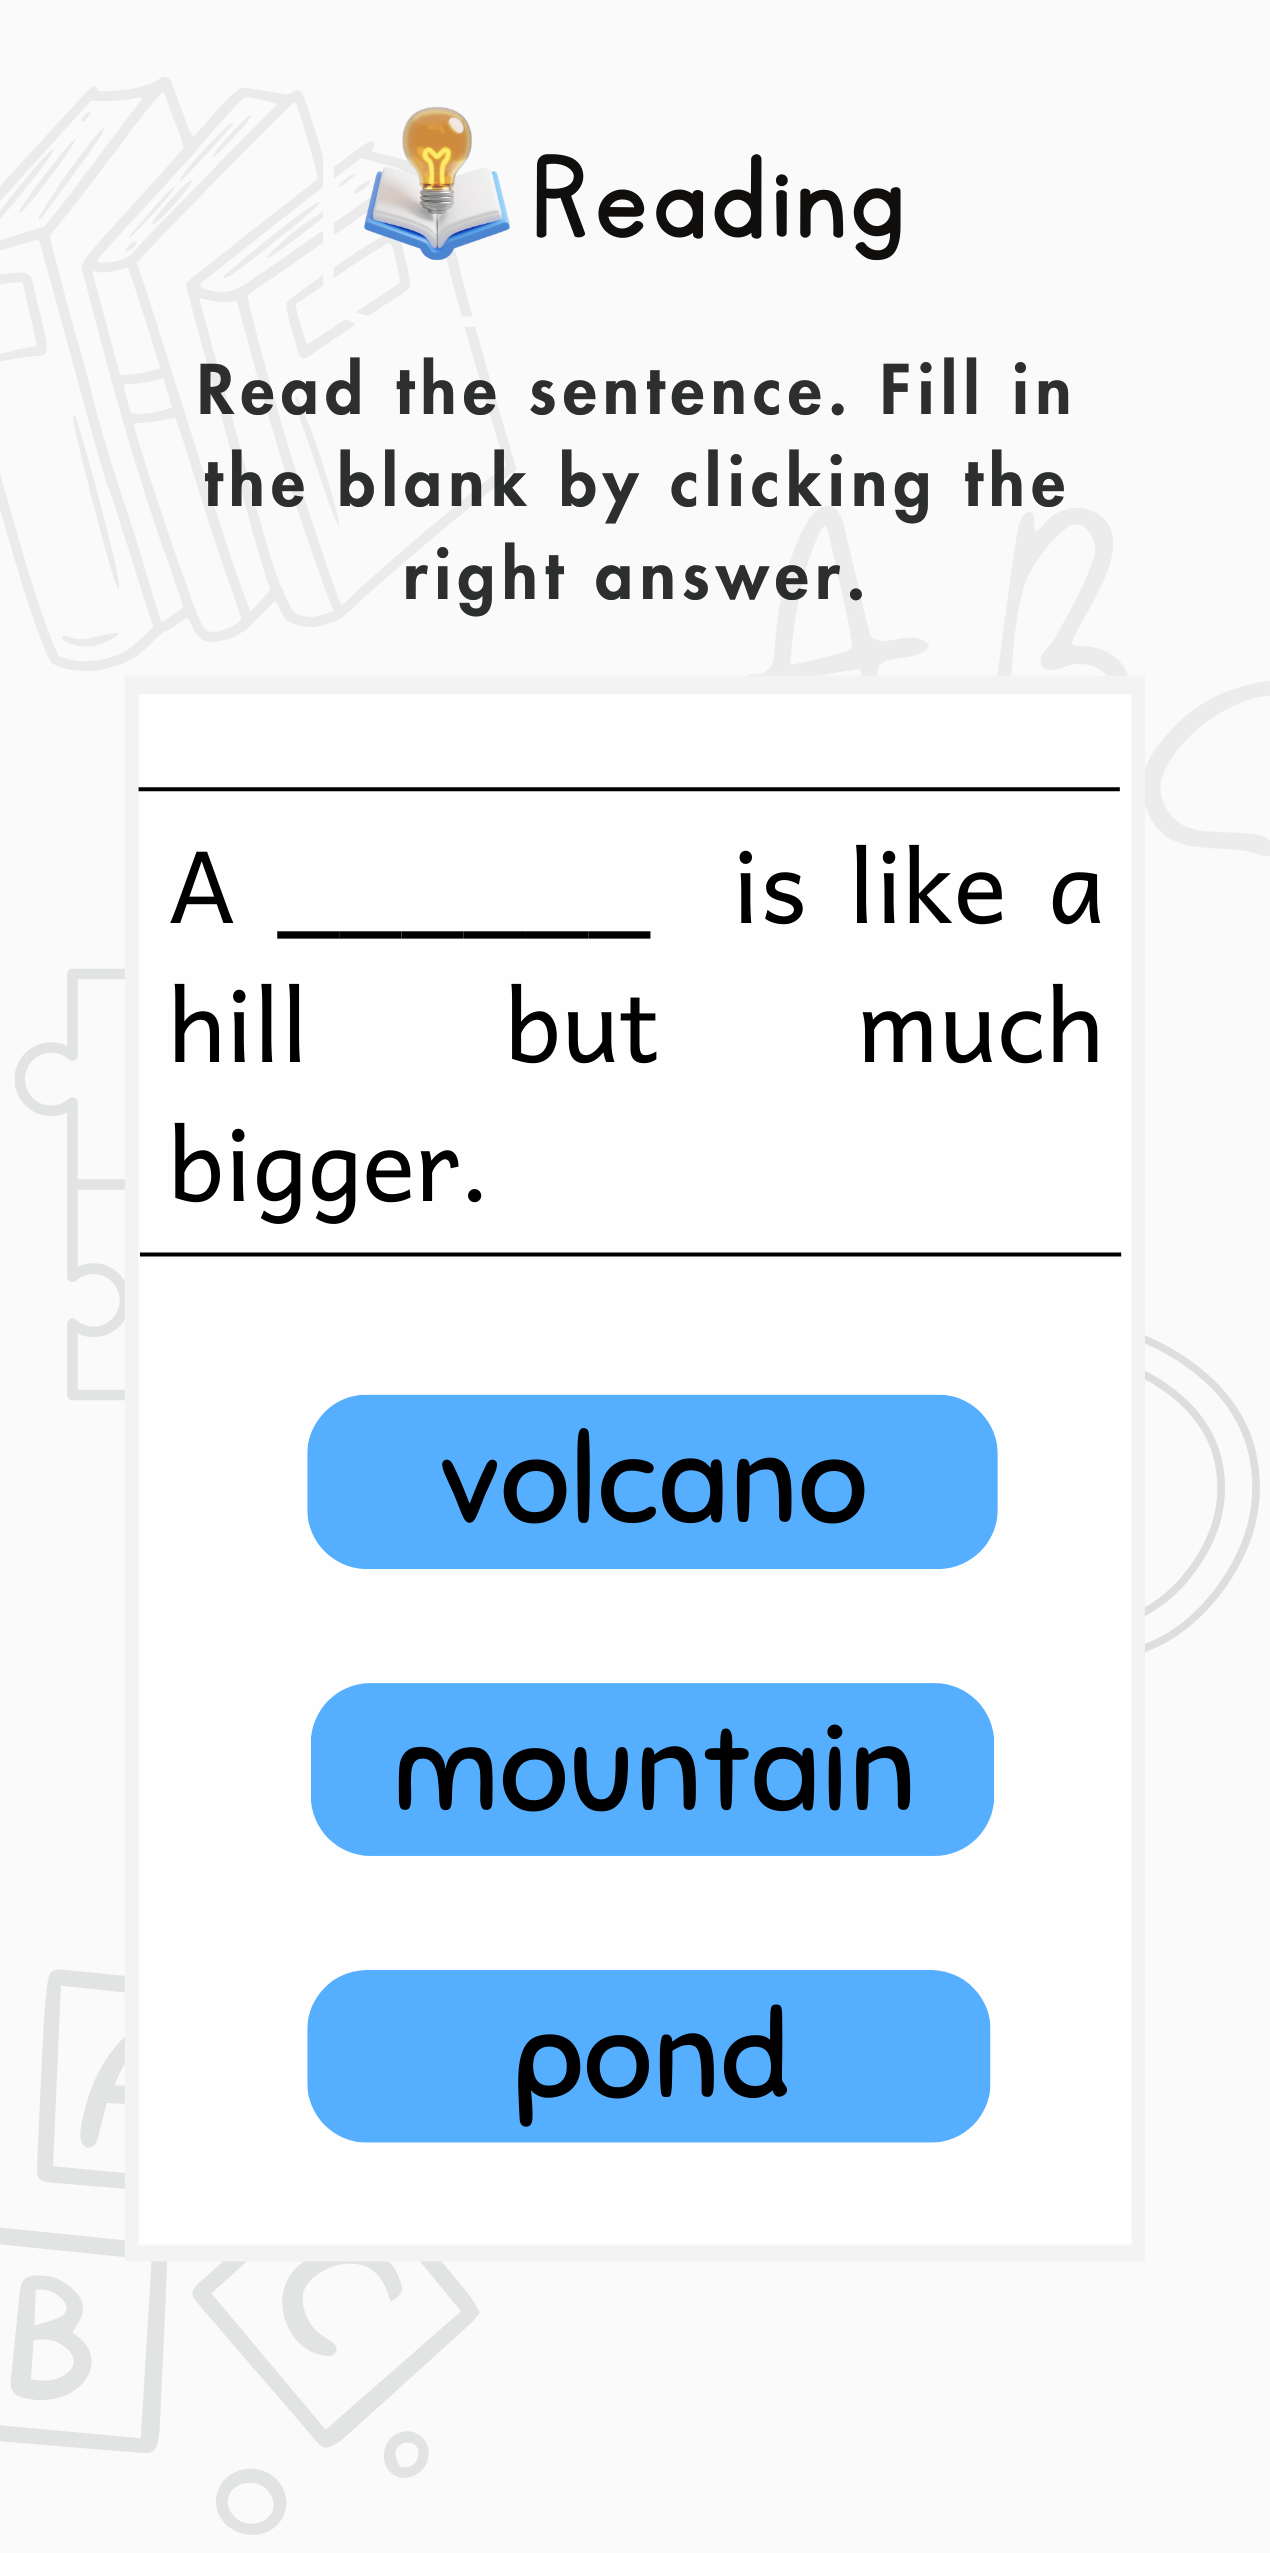 Reading
Read the sentence. Fill in
the blank by clicking the
right answer.
A B
C
A ______ is like a
hill but much
bigger.
volcano
mountain
pond
A
B C